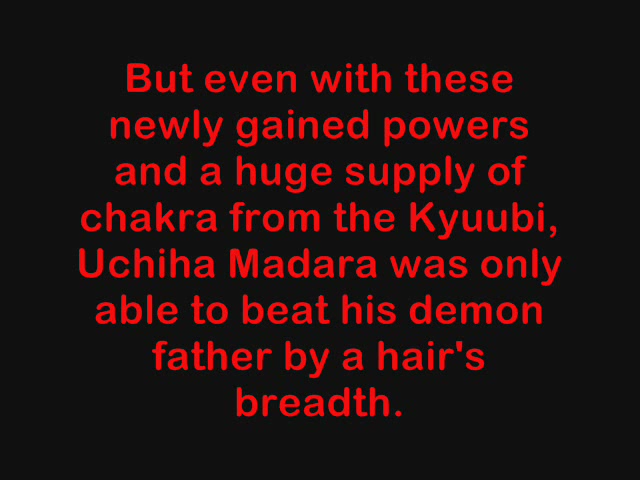 But even with these
newly gained powers
and a huge supply of
chakra from the Kyuubi,
Uchiha Madara was only
able to beat his demon
father by a hair's
breadth.